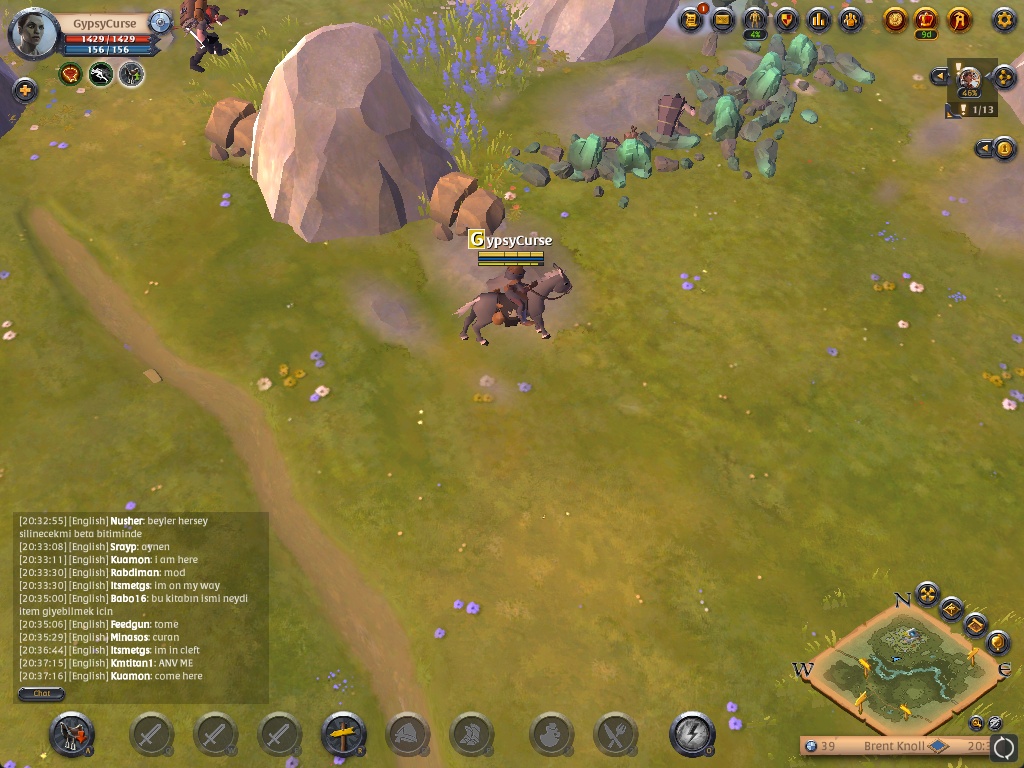 GypsyCurse
1429 / 1429
156 / 156
1
4%
9d
46%
1/13
GypsyCurse
[20:32:55] [English] Nusher: beyler hersey
silinecekmi beta bitiminde
[20:33:08] [English] Srayp: aynen
[20:33:11] [English] Kuamon: i am here
[20:33:30] [English] Rabdiman: mod
[20:33:30] [English] Itsmetgs: im on my way
[20:35:00] [English] Babo16: bu kitabın ismi neydi
item giyebilmek icin
[20:35:06] [English] Feedgun: tome
[20:35:29] [English] Minasos: curan
[20:36:44] [English] Itsmetgs: im in cleft
[20:37:15] [English] Kmtitan1: ANV ME
[20:37:16] [English] Kuamon: come here
Chat
N
W
E
A
R
39
Brent Knoll